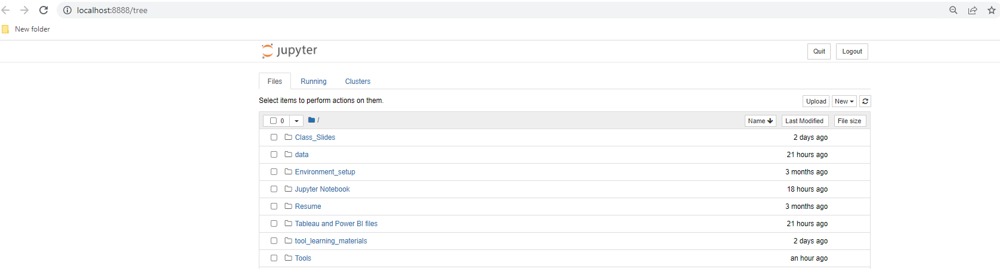 localhost:8888/tree
New folder
jupyter
Quit Logout
Files Running Clusters
Select items to perform actions on them.
Upload New
0 / Name Last Modified File size
Class_Slides 2 days ago
data 21 hours ago
Environment_setup 3 months ago
Jupyter Notebook 18 hours ago
Resume 3 months ago
Tableau and Power BI files 21 hours ago
tool_learning_materials 2 days ago
Tools an hour ago